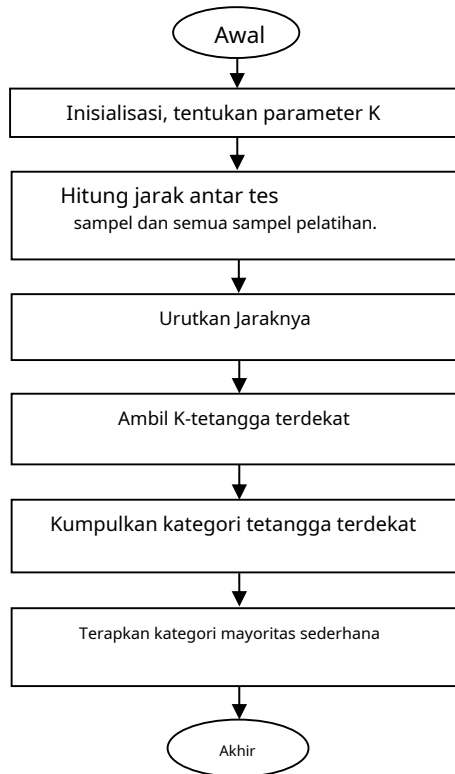 Awal
Inisialisasi, tentukan parameter K
Hitung jarak antar tes
sampel dan semua sampel pelatihan.
Urutkan Jaraknya
Ambil K-tetangga terdekat
Kumpulkan kategori tetangga terdekat
Terapkan kategori mayoritas sederhana
Akhir